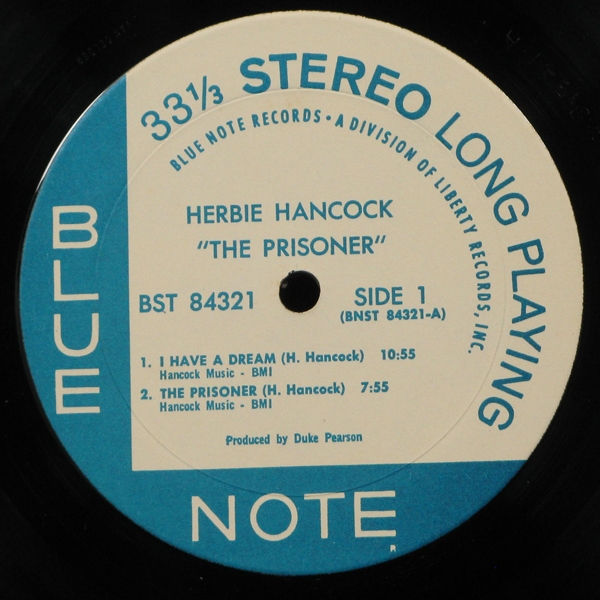 33⅓ STEREO LONG PLAYING
BLUE NOTE RECORDS • A DIVISION OF LIBERTY RECORDS, INC.
HERBIE HANCOCK
"THE PRISONER"
BST 84321
SIDE 1
(BNST 84321-A)
1. I HAVE A DREAM (H. Hancock) 10:55
Hancock Music - BMI
2. THE PRISONER (H. Hancock) 7:55
Hancock Music - BMI
Produced by Duke Pearson
BLUE
NOTE